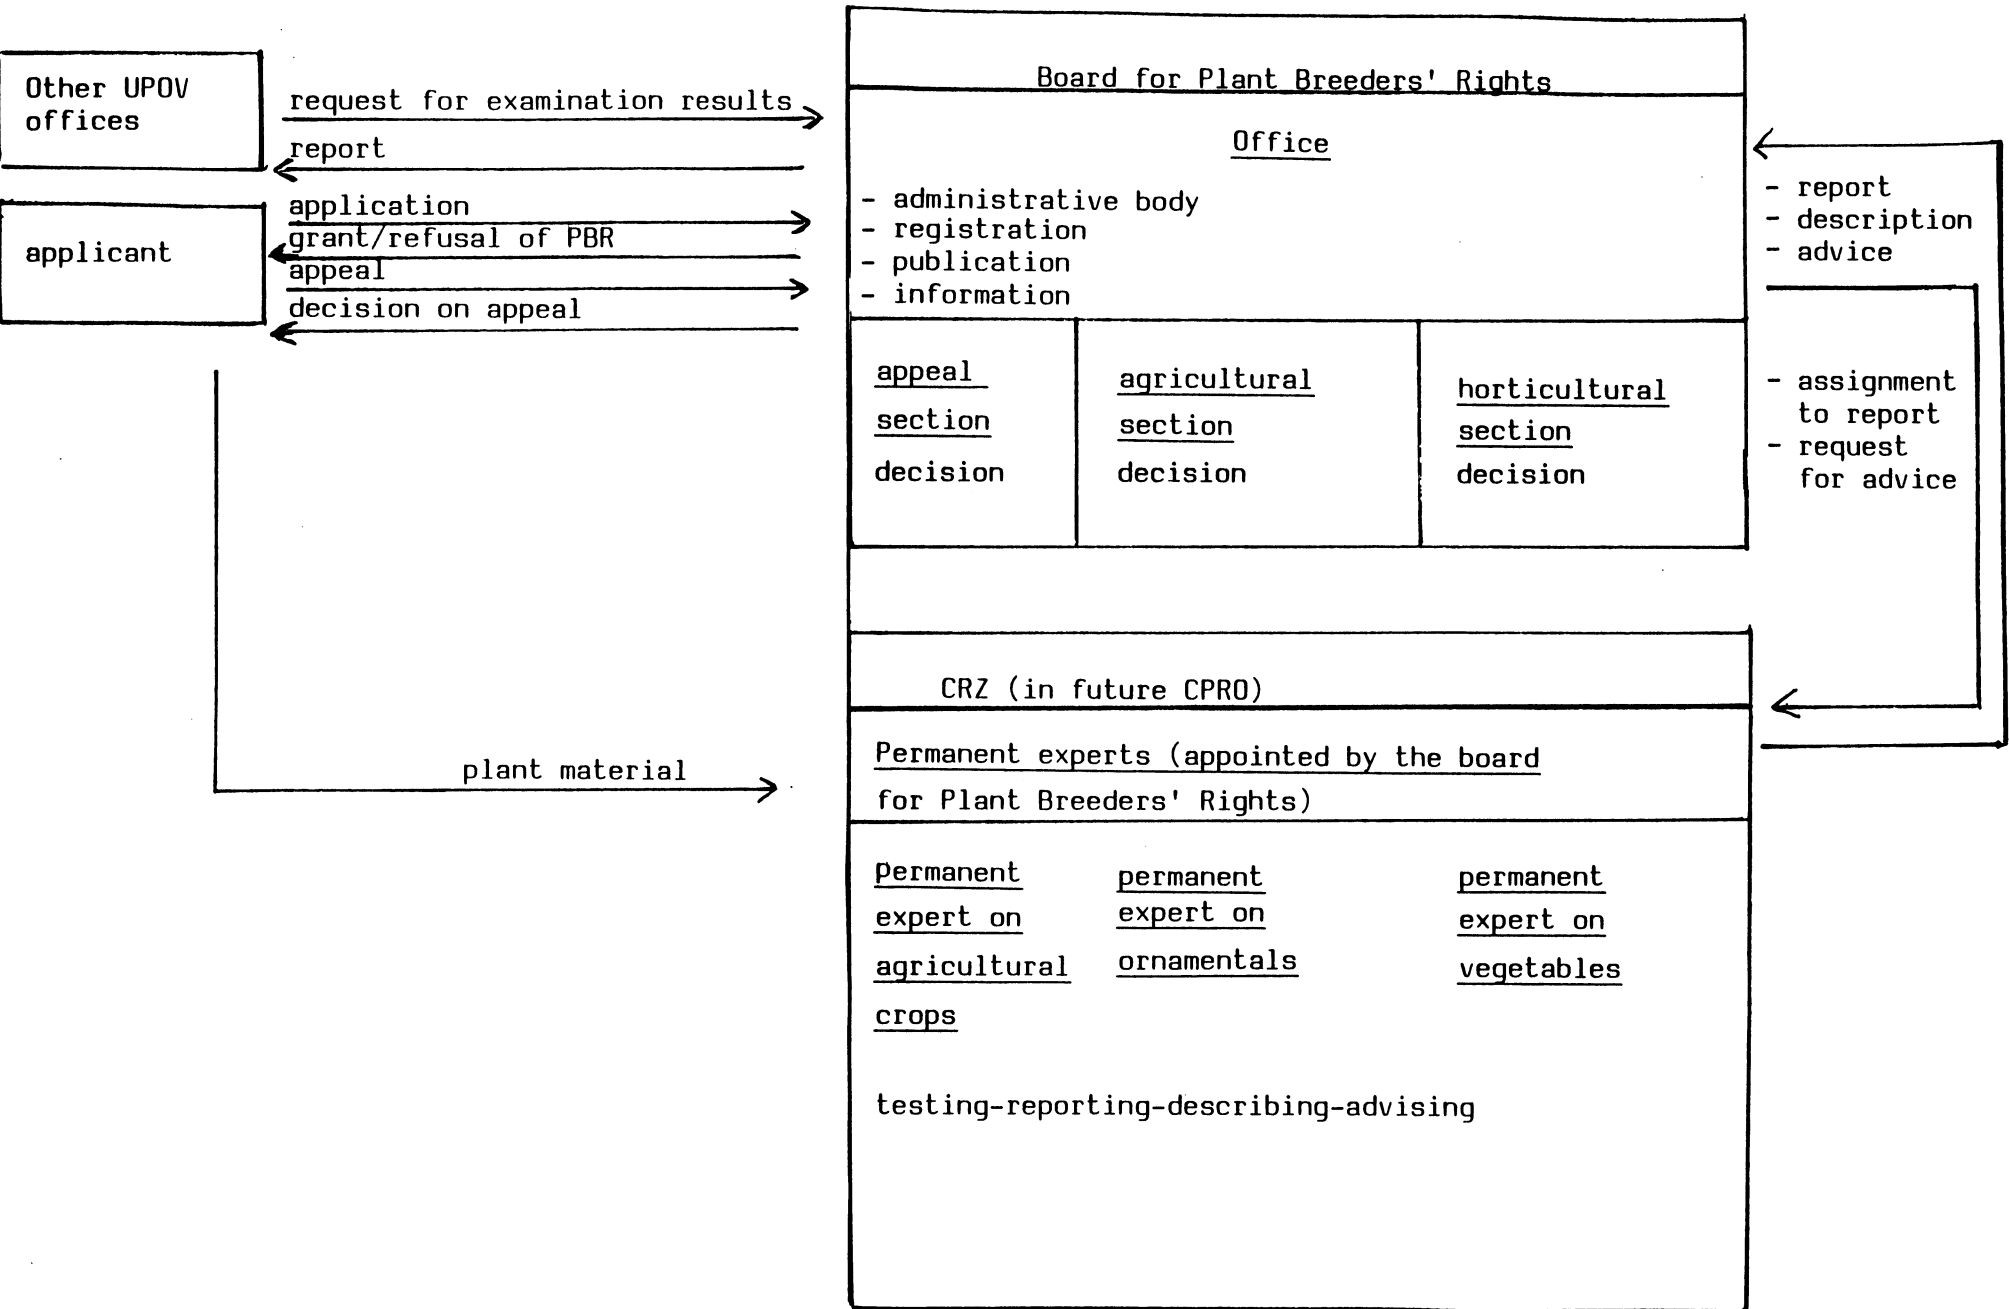 Other UPOV
offices
request for examination results
report
applicant
application
grant/refusal of PBR
appeal
decision on appeal
plant material
Board for Plant Breeders' Rights
Office
- administrative body
- registration
- publication
- information
appeal
section
decision
agricultural
section
decision
horticultural
section
decision
- report
- description
- advice
- assignment
to report
- request
for advice
CRZ (in future CPRO)
Permanent experts (appointed by the board
for Plant Breeders' Rights)
permanent
expert on
agricultural
crops
permanent
expert on
ornamentals
permanent
expert on
vegetables
testing-reporting-describing-advising